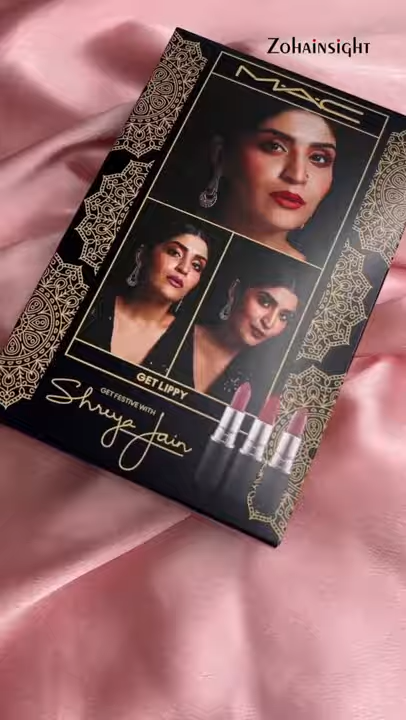 ZOHAINSIGHT
M·A·C
GET LIPPY
GET FESTIVE WITH
Shreya Jain